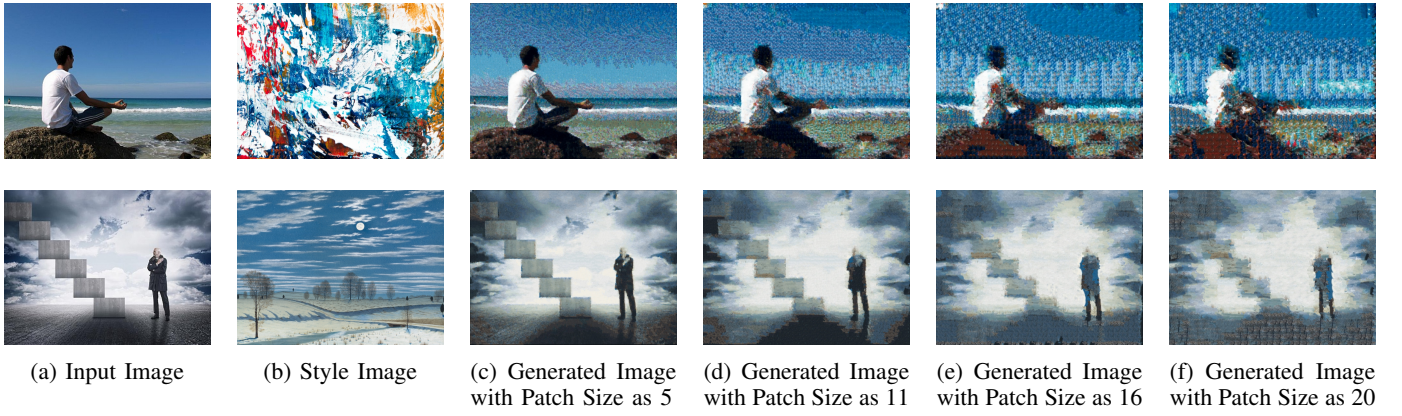 (a) Input Image
(b) Style Image
(c) Generated Image
with Patch Size as 5
(d) Generated Image
with Patch Size as 11
(e) Generated Image
with Patch Size as 16
(f) Generated Image
with Patch Size as 20